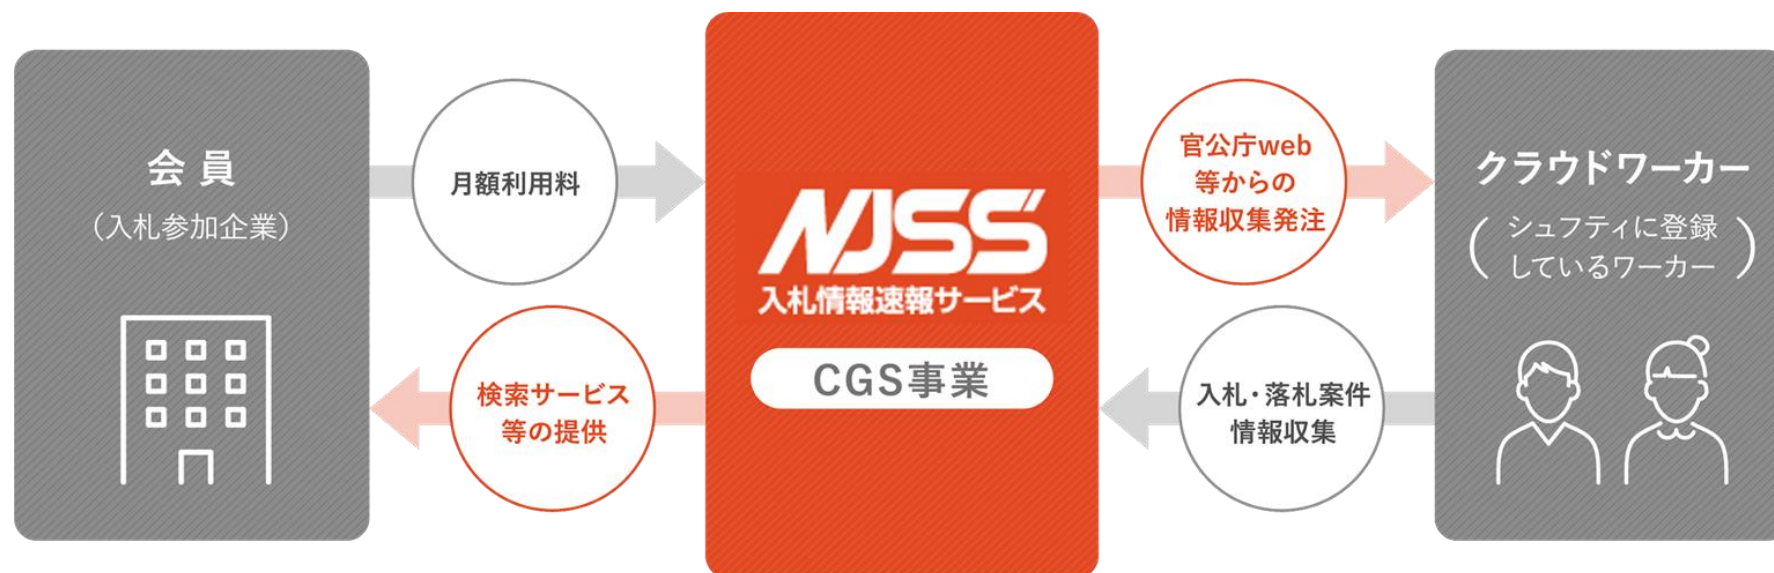 会員
（入札参加企業）
月額利用料
検索サービス
等の提供
NJSS
入札情報速報サービス
CGS事業
官公庁web
等からの
情報収集発注
入札・落札案件
情報収集
クラウドワーカー
（シュフティに登録
しているワーカー）